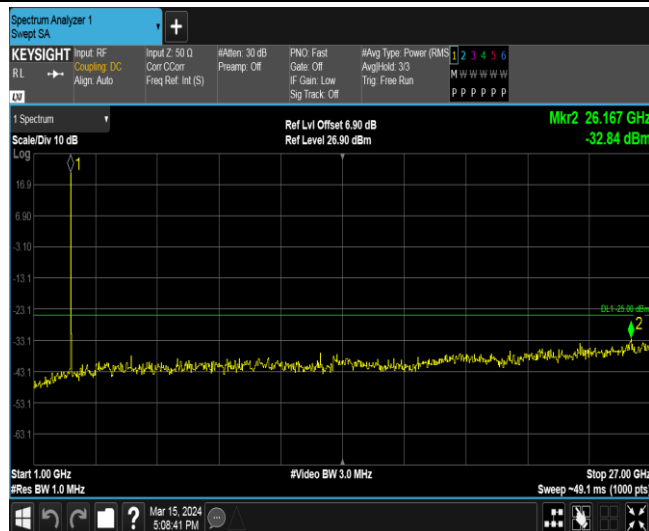 Spectrum Analyzer 1
Swept SA
+
KEYSIGHT
RL
LXI
Input: RF
Coupling: DC
Align: Auto
Input Z: 50 Ω
Corr CCorr
Freq Ref: Int (S)
#Atten: 30 dB
Preamp: Off
PNO: Fast
Gate: Off
IF Gain: Low
Sig Track: Off
#Avg Type: Power (RMS
Avg|Hold: 3/3
Trig: Free Run
1 2 3 4 5 6
M W W W W W
P P P P P P
1 Spectrum
Scale/Div 10 dB
Log
Ref Lvl Offset 6.90 dB
Ref Level 26.90 dBm
Mkr2 26.167 GHz
-32.84 dBm
1
16.9
6.90
-3.10
-13.1
-23.1
DL1 -25.00 dBm
2
-33.1
-43.1
-53.1
-63.1
Start 1.00 GHz
#Res BW 1.0 MHz
#Video BW 3.0 MHz
Stop 27.00 GHz
Sweep ~49.1 ms (1000 pts)
?
Mar 15, 2024
5:08:41 PM